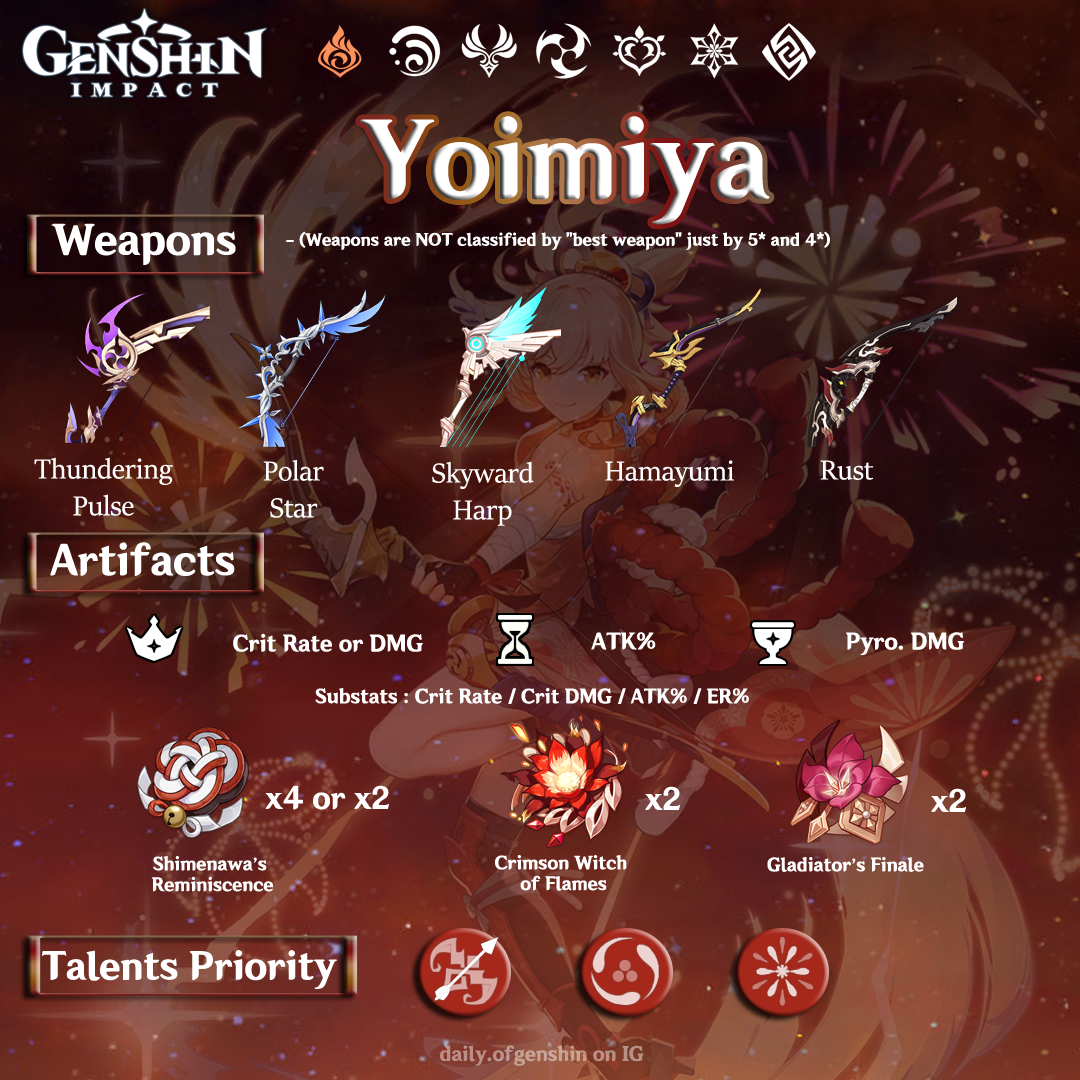 GENSHIN
IMPACT
Yoimiya
Weapons
- (Weapons are NOT classified by "best weapon" just by 5* and 4*)
Thundering
Pulse
Polar
Star
Skyward
Harp
Hamayumi
Rust
Artifacts
Crit Rate or DMG
ATK%
Pyro. DMG
Substats : Crit Rate / Crit DMG / ATK% / ER%
x4 or x2
x2
x2
Shimenawa's
Reminiscence
Crimson Witch
of Flames
Gladiator's Finale
Talents Priority
daily.ofgenshin on IG